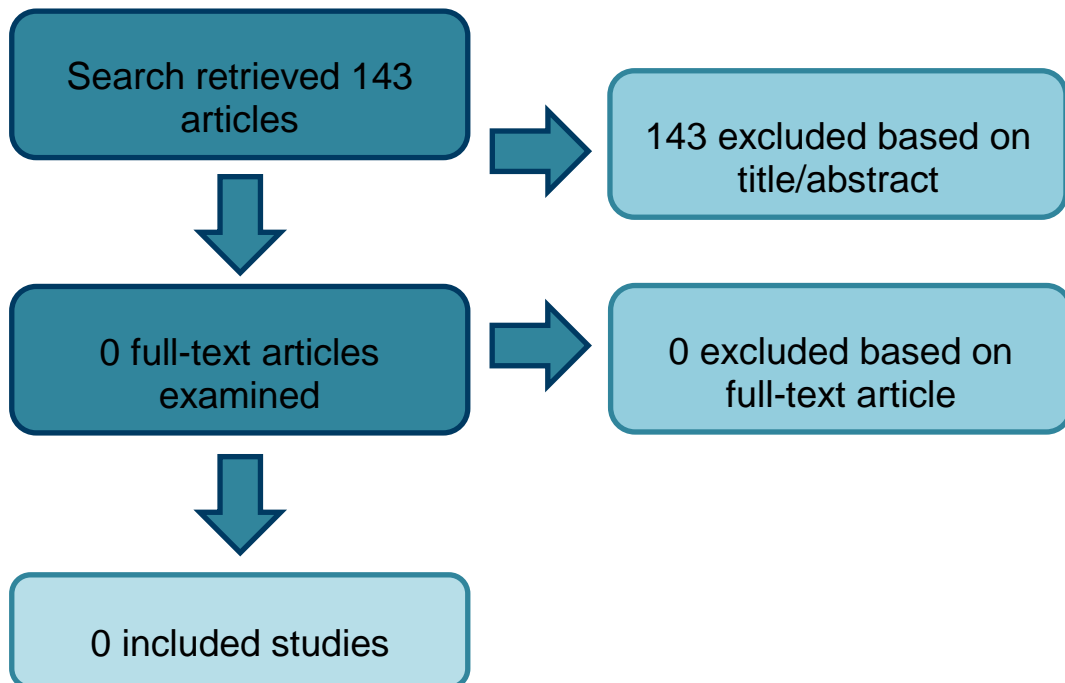 Search retrieved 143
articles
143 excluded based on
title/abstract
0 full-text articles
examined
0 excluded based on
full-text article
0 included studies